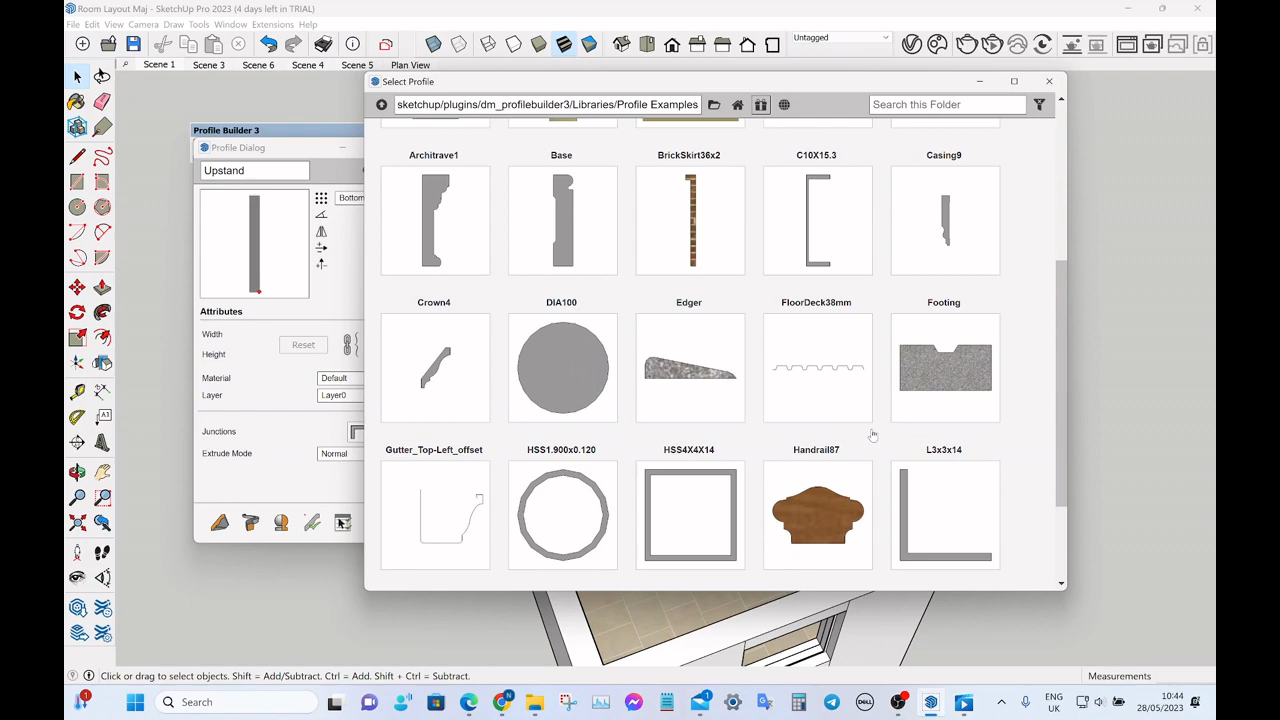 Room Layout Maj - SketchUp Pro 2023 (4 days left in TRIAL)
File Edit View Camera Draw Tools Window Extensions Help
Untagged
Scene 1 Scene 3 Scene 6 Scene 4 Scene 5 Plan View
Select Profile
sketchup/plugins/dm_profilebuilder3/Libraries/Profile Examples
Search this Folder
Profile Builder 3
Profile Dialog
Upstand
Bottom
Attributes
Width
Height
Reset
Material
Default
Layer
Layer0
Junctions
Extrude Mode
Normal
Architrave1 Base BrickSkirt36x2 C10X15.3 Casing9
Crown4 DIA100 Edger FloorDeck38mm Footing
Gutter_Top-Left_offset HSS1.900x0.120 HSS4X4X14 Handrail87 L3x3x14
A1
Click or drag to select objects. Shift = Add/Subtract. Ctrl = Add. Shift + Ctrl = Subtract.
Measurements
1
Search
N
1
DELL
ENG
UK
10:44
28/05/2023